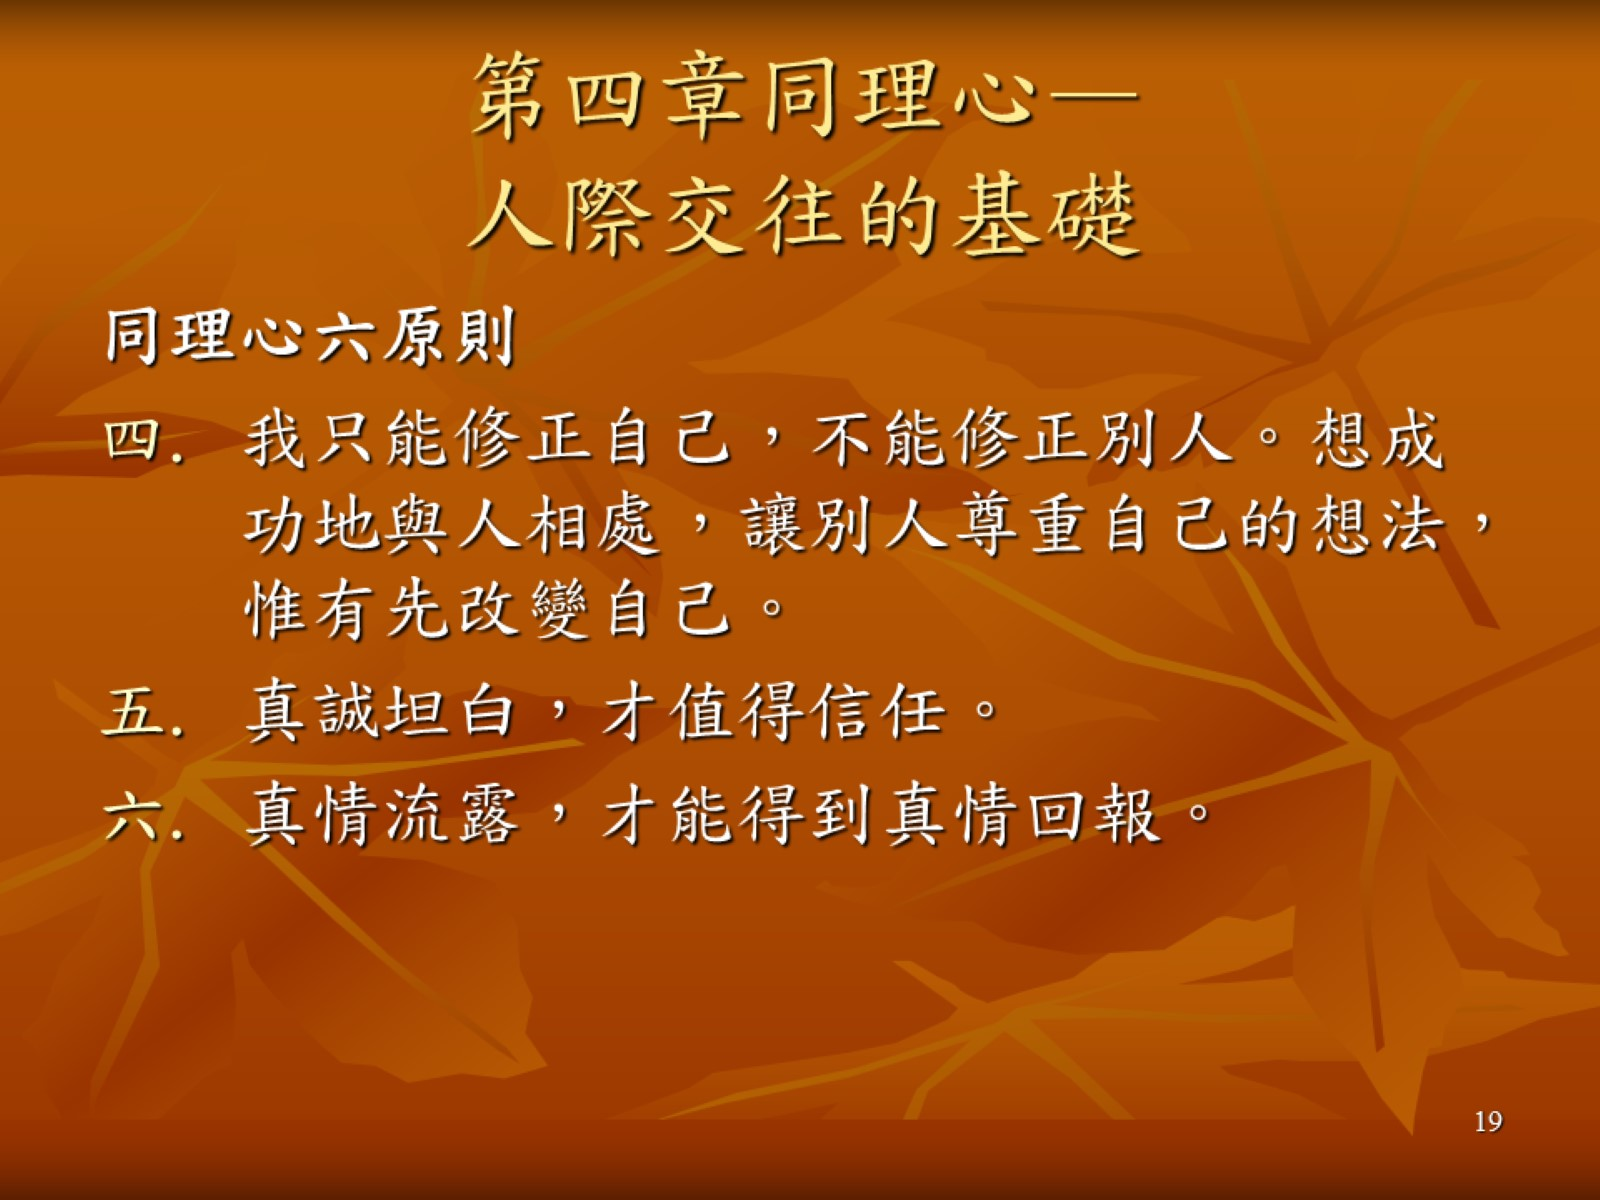 第四章同理心—
人際交往的基礎
同理心六原則
四. 我只能修正自己，不能修正別人。想成
功地與人相處，讓別人尊重自己的想法，
惟有先改變自己。
五. 真誠坦白，才值得信任。
六. 真情流露，才能得到真情回報。
19